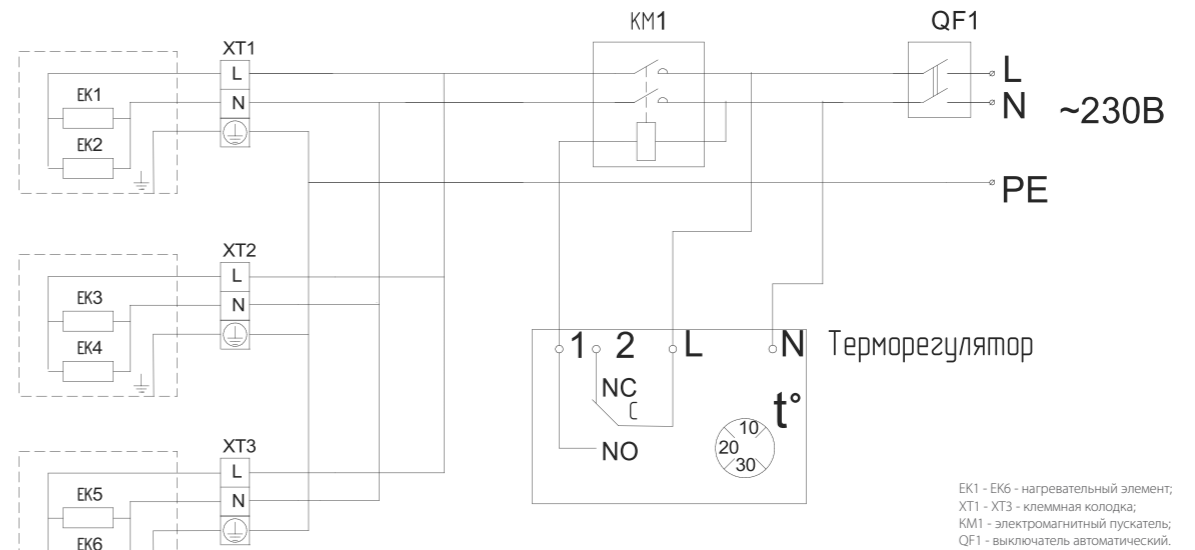 KM1
QF1
XT1
L
N
EK1
EK2
L
N
~230В
PE
XT2
L
N
EK3
EK4
1
2
L
N
Терморегулятор
NC
C
NO
t°
10
20
30
XT3
L
N
EK5
EK6
EK1 - EK6 - нагревательный элемент;
XT1 - XT3 - клеммная колодка;
KM1 - электромагнитный пускатель;
QF1 - выключатель автоматический.